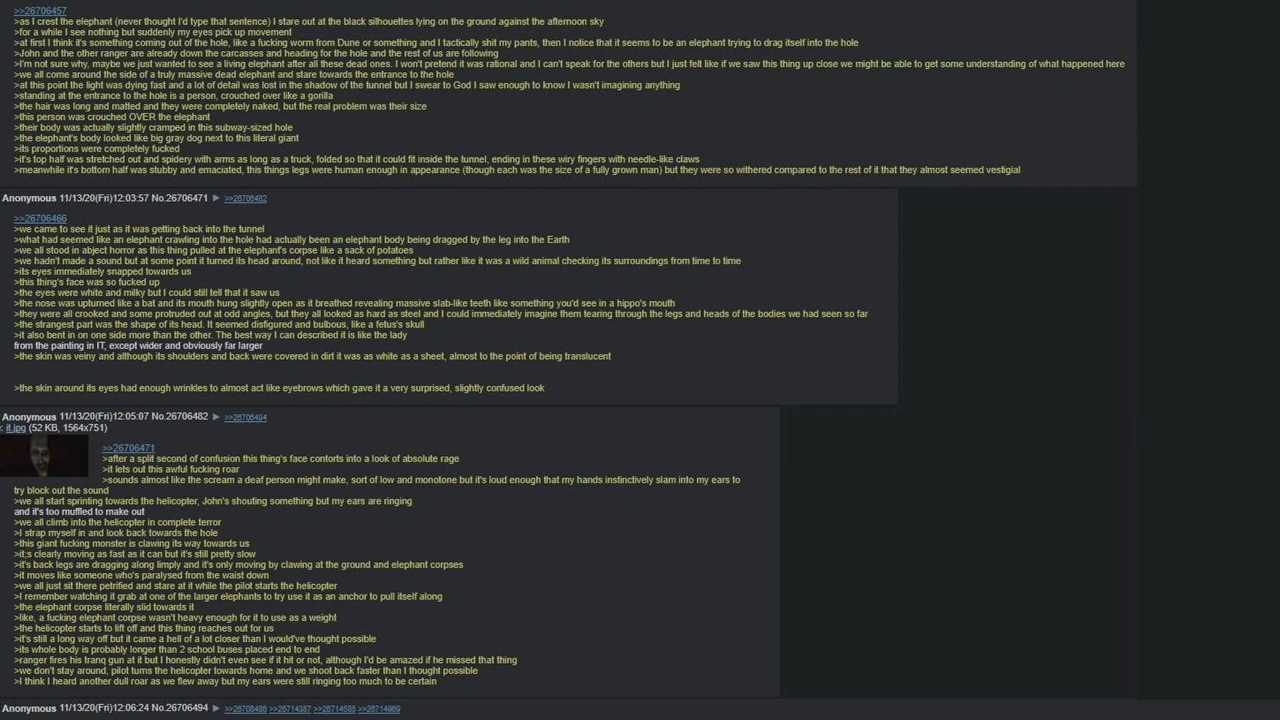 >>26706457
>as I crest the elephant (never thought I'd type that sentence) I stare out at the black silhouettes lying on the ground against the afternoon sky
>for a while I see nothing but suddenly my eyes pick up movement
>at first I think it's something coming out of the hole, like a fucking worm from Dune or something and I tactically shit my pants, then I notice that it seems to be an elephant trying to drag itself into the hole
>John and the other ranger are already down the carcasses and heading for the hole and the rest of us are following
>I'm not sure why, maybe we just wanted to see a living elephant after all these dead ones. I won't pretend it was rational and I can't speak for the others but I just felt like if we saw this thing up close we might be able to get some understanding of what happened here
>we all come around the side of a truly massive dead elephant and stare towards the entrance to the hole
>at this point the light was dying fast and a lot of detail was lost in the shadow of the tunnel but I swear to God I saw enough to know I wasn't imagining anything
>standing at the entrance to the hole is a person, crouched over like a gorilla
>the hair was long and matted and they were completely naked, but the real problem was their size
>this person was crouched OVER the elephant
>their body was actually slightly cramped in this subway-sized hole
>the elephant's body looked like big gray dog next to this literal giant
>its proportions were completely fucked
>it's top half was stretched out and spidery with arms as long as a truck, folded so that it could fit inside the tunnel, ending in these wiry fingers with needle-like claws
>meanwhile it's bottom half was stubby and emaciated, this things legs were human enough in appearance (though each was the size of a fully grown man) but they were so withered compared to the rest of it that they almost seemed vestigial
Anonymous 11/13/20(Fri)12:03:57 No.26706471 ▶ >>26706482
>>26706466
>we came to see it just as it was getting back into the tunnel
>what had seemed like an elephant crawling into the hole had actually been an elephant body being dragged by the leg into the Earth
>we all stood in abject horror as this thing pulled at the elephant's corpse like a sack of potatoes
>we hadn't made a sound but at some point it turned its head around, not like it heard something but rather like it was a wild animal checking its surroundings from time to time
>its eyes immediately snapped towards us
>this thing's face was so fucked up
>the eyes were white and milky but I could still tell that it saw us
>the nose was upturned like a bat and its mouth hung slightly open as it breathed revealing massive slab-like teeth like something you'd see in a hippo's mouth
>they were all crooked and some protruded out at odd angles, but they all looked as hard as steel and I could immediately imagine them tearing through the legs and heads of the bodies we had seen so far
>the strangest part was the shape of its head. It seemed disfigured and bulbous, like a fetus's skull
>it also bent in on one side more than the other. The best way I can described it is like the lady
from the painting in IT, except wider and obviously far larger
>the skin was veiny and although its shoulders and back were covered in dirt it was as white as a sheet, almost to the point of being translucent
>the skin around its eyes had enough wrinkles to almost act like eyebrows which gave it a very surprised, slightly confused look
Anonymous 11/13/20(Fri)12:05:07 No.26706482 ▶ >>26706494
: it.jpg (52 KB, 1564x751)
>>26706471
>after a split second of confusion this thing's face contorts into a look of absolute rage
>it lets out this awful fucking roar
>sounds almost like the scream a deaf person might make, sort of low and monotone but it's loud enough that my hands instinctively slam into my ears to
try block out the sound
>we all start sprinting towards the helicopter, John's shouting something but my ears are ringing
and it's too muffled to make out
>we all climb into the helicopter in complete terror
>I strap myself in and look back towards the hole
>this giant fucking monster is clawing its way towards us
>it;s clearly moving as fast as it can but it's still pretty slow
>it's back legs are dragging along limply and it's only moving by clawing at the ground and elephant corpses
>it moves like someone who's paralysed from the waist down
>we all just sit there petrified and stare at it while the pilot starts the helicopter
>I remember watching it grab at one of the larger elephants to try use it as an anchor to pull itself along
>the elephant corpse literally slid towards it
>like, a fucking elephant corpse wasn't heavy enough for it to use as a weight
>the helicopter starts to lift off and this thing reaches out for us
>it's still a long way off but it came a hell of a lot closer than I would've thought possible
>its whole body is probably longer than 2 school buses placed end to end
>ranger fires his tranq gun at it but I honestly didn't even see if it hit or not, although I'd be amazed if he missed that thing
>we don't stay around, pilot turns the helicopter towards home and we shoot back faster than I thought possible
>I think I heard another dull roar as we flew away but my ears were still ringing too much to be certain
Anonymous 11/13/20(Fri)12:06:24 No.26706494 ▶ >>26708486 >>26714387 >>26714585 >>26714969